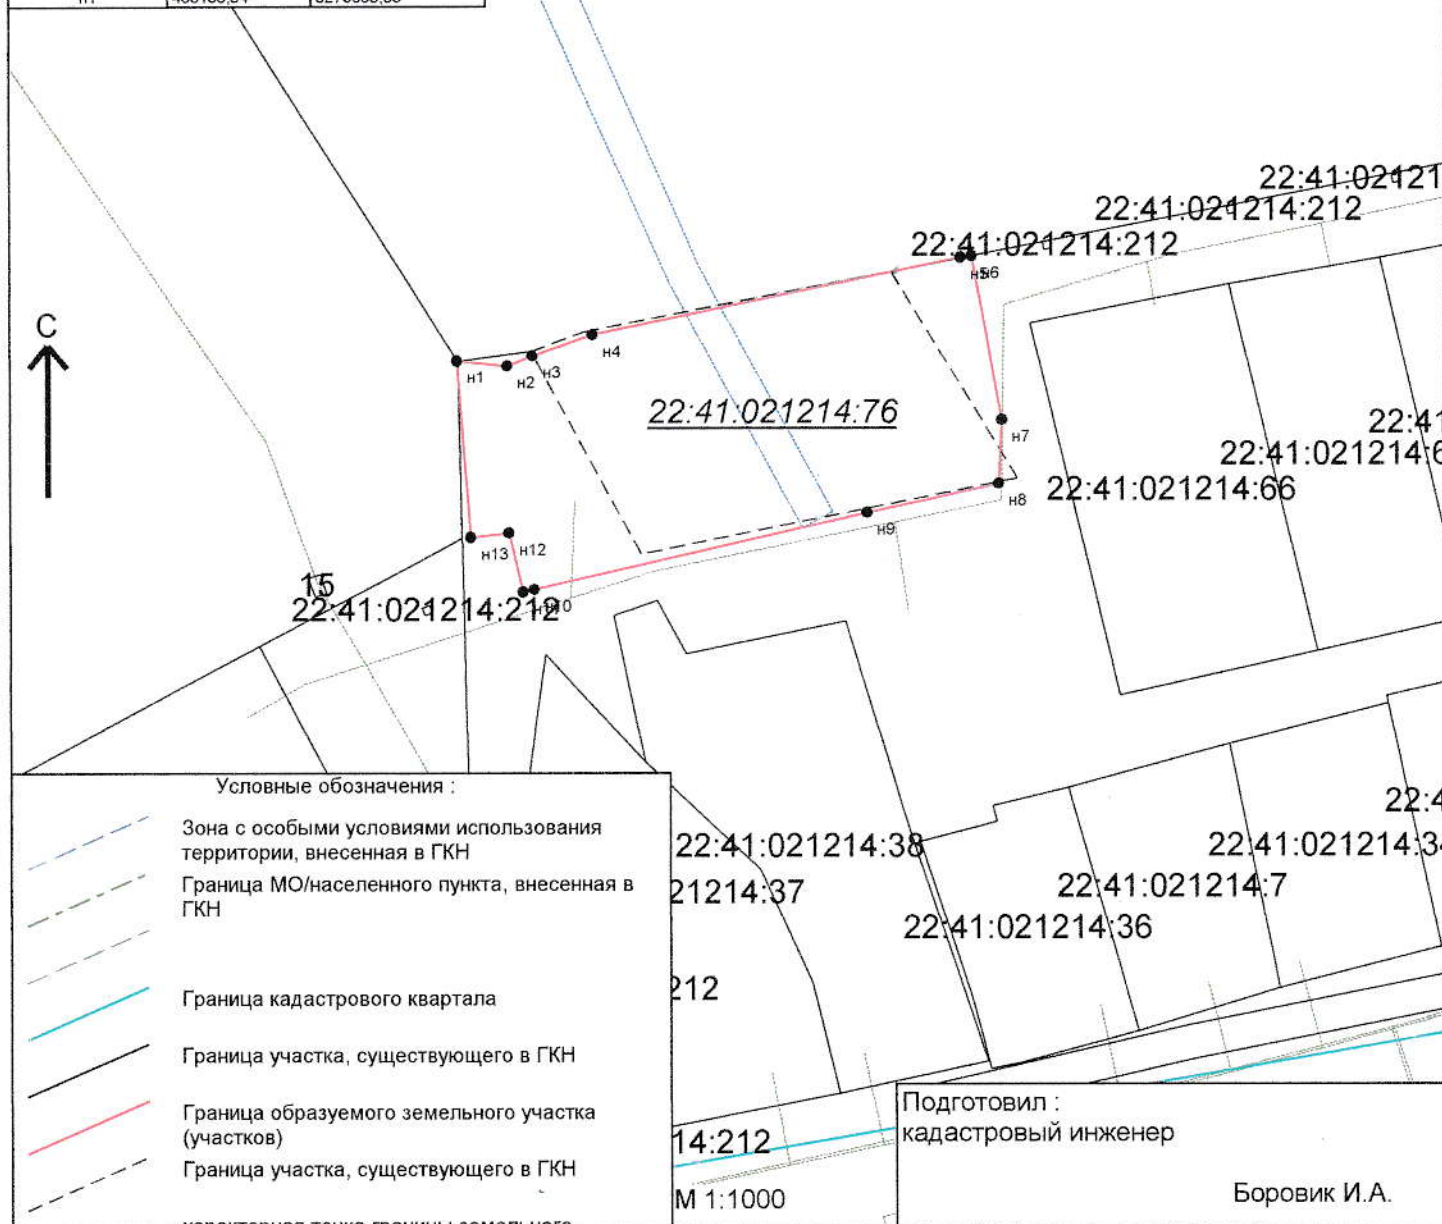 22:41:02121
22:41:021214:212
22:41:021214:212
н6
С
н4
н3
н1
н2
22:41:021214:76
22:41
н7
22:41:021214:6
22:41:021214:66
н8
н9
н12
н13
15
22:41:021214:212
Условные обозначения :
Зона с особыми условиями использования
территории, внесенная в ГКН
Граница МО/населенного пункта, внесенная в
ГКН
Граница кадастрового квартала
Граница участка, существующего в ГКН
Граница образуемого земельного участка
(участков)
Граница участка, существующего в ГКН
22:4
22:41:021214:38
22:41:021214:34
21214:37
22:41:021214:7
22:41:021214:36
212
14:212
М 1:1000
Подготовил :
кадастровый инженер
Боровик И.А.